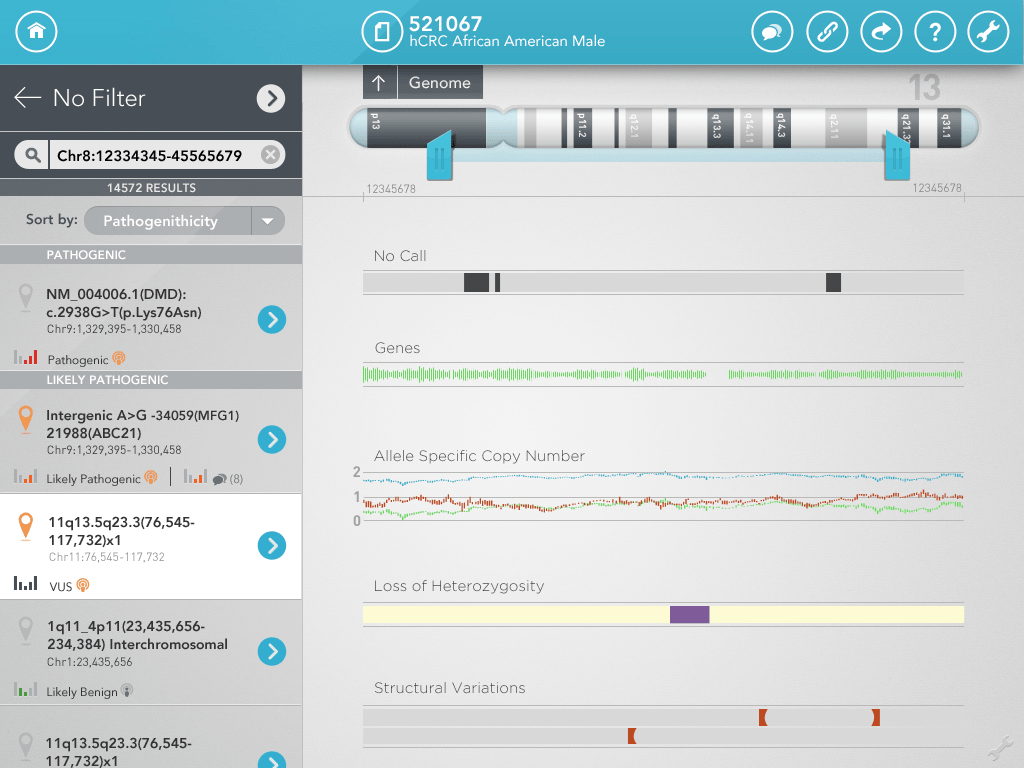 521067
hCRC African American Male
?
No Filter
Chr8:12334345-45565679
14572 RESULTS
Sort by:
Pathogenithicity
PATHOGENIC
NM_004006.1(DMD):
c.2938G>T(p.Lys76Asn)
Chr9:1,329,395-1,330,458
Pathogenic
LIKELY PATHOGENIC
Intergenic A>G -34059(MFG1)
21988(ABC21)
Chr9:1,329,395-1,330,458
Likely Pathogenic
(8)
11q13.5q23.3(76,545-
117,732)x1
Chr11:76,545-117,732
VUS
1q11_4p11(23,435,656-
234,384) Interchromosomal
Chr1:23,435,656
Likely Benign
11q13.5q23.3(76,545-
117,732)x1
Genome
13
p13
p11.2
q12.1
q13.3
q14.11
q14.3
q2.11
q21.3
q31.1
12345678
12345678
No Call
Genes
Allele Specific Copy Number
2
1
0
Loss of Heterozygosity
Structural Variations